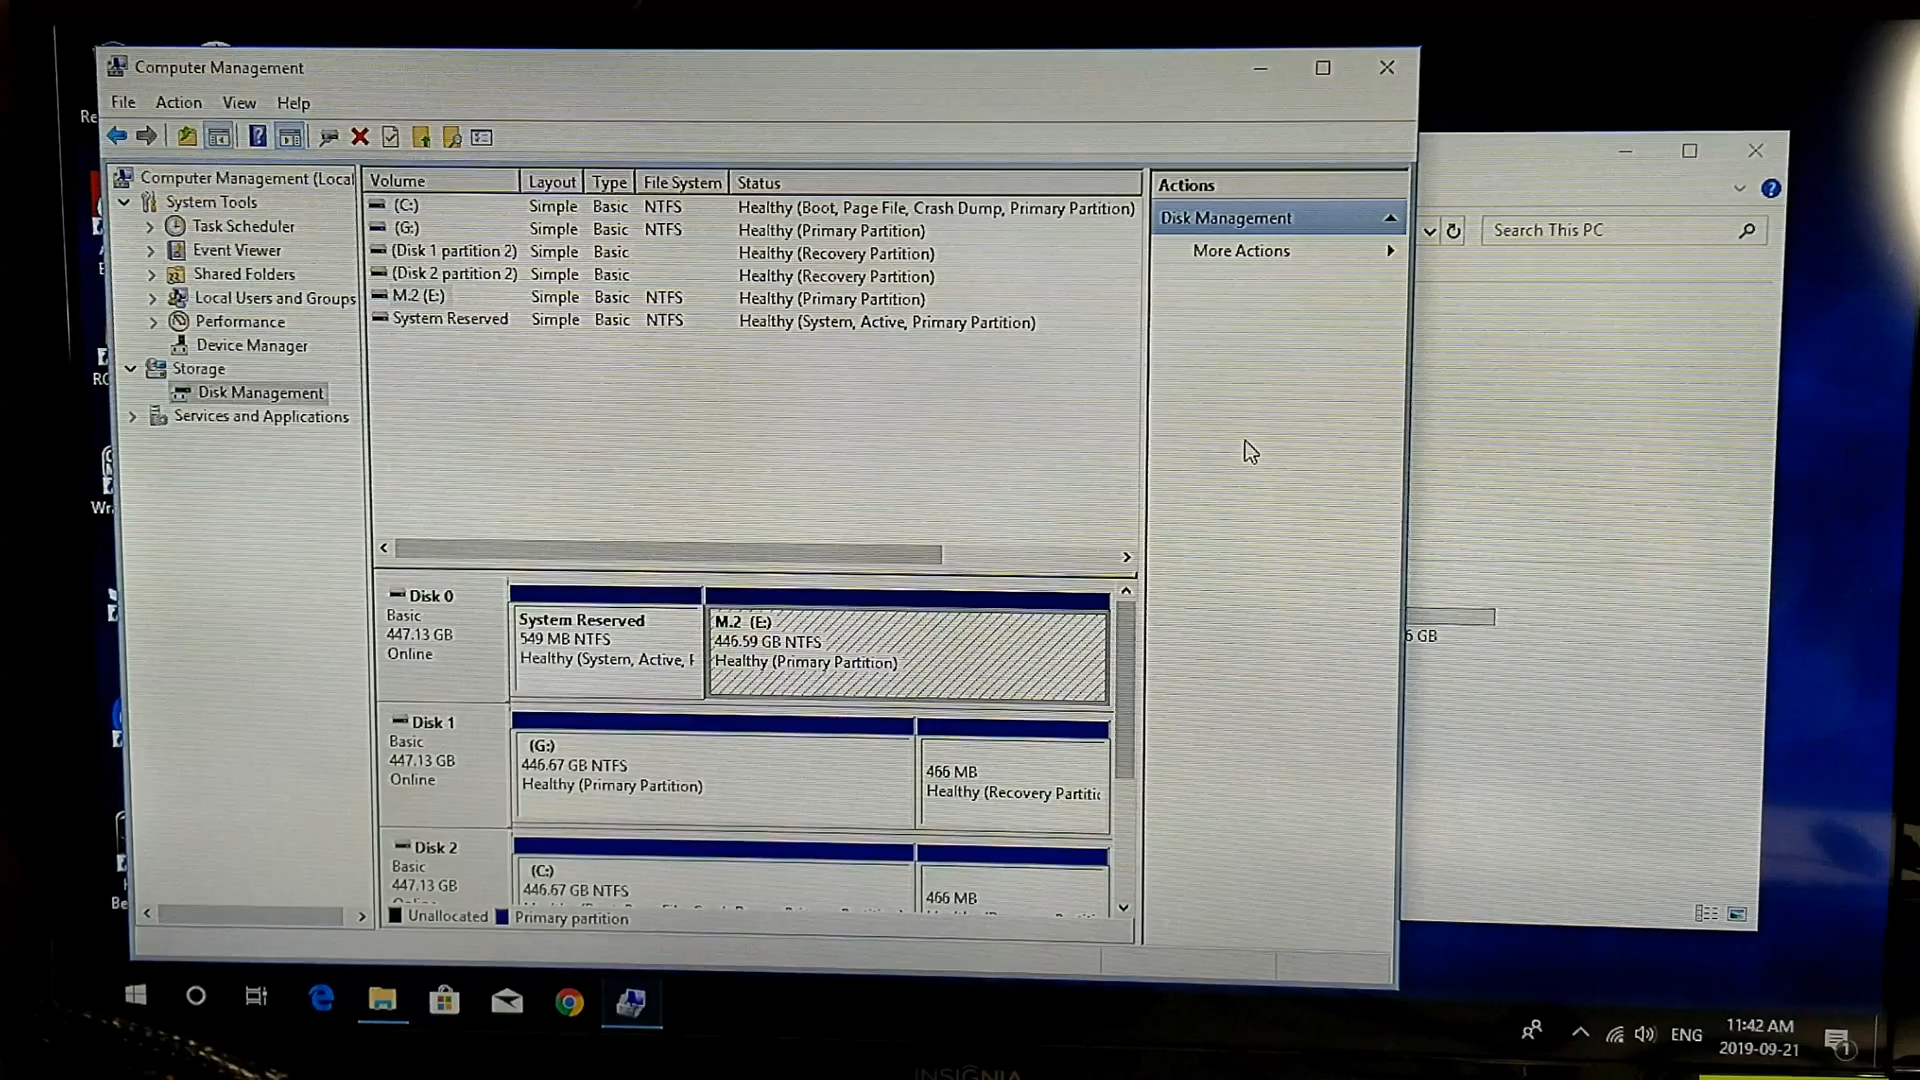 Computer Management
File Action View Help
Computer Management (Local
System Tools
Task Scheduler
Event Viewer
Shared Folders
Local Users and Groups
Performance
Device Manager
Storage
Disk Management
Services and Applications
Volume Layout Type File System Status
(C:) Simple Basic NTFS Healthy (Boot, Page File, Crash Dump, Primary Partition)
(G:) Simple Basic NTFS Healthy (Primary Partition)
(Disk 1 partition 2) Simple Basic Healthy (Recovery Partition)
(Disk 2 partition 2) Simple Basic Healthy (Recovery Partition)
M.2 (E:) Simple Basic NTFS Healthy (Primary Partition)
System Reserved Simple Basic NTFS Healthy (System, Active, Primary Partition)
Actions
Disk Management
More Actions
Search This PC
6 GB
Disk 0
Basic
447.13 GB
Online
System Reserved
549 MB NTFS
Healthy (System, Active, F
M.2 (E:)
446.59 GB NTFS
Healthy (Primary Partition)
Disk 1
Basic
447.13 GB
Online
(G:)
446.67 GB NTFS
Healthy (Primary Partition)
466 MB
Healthy (Recovery Partitic
Disk 2
Basic
447.13 GB
(C:)
446.67 GB NTFS
466 MB
Unallocated Primary partition
Re
RC
Wr
Be
ENG
11:42 AM
2019-09-21
1
INSIGNIA